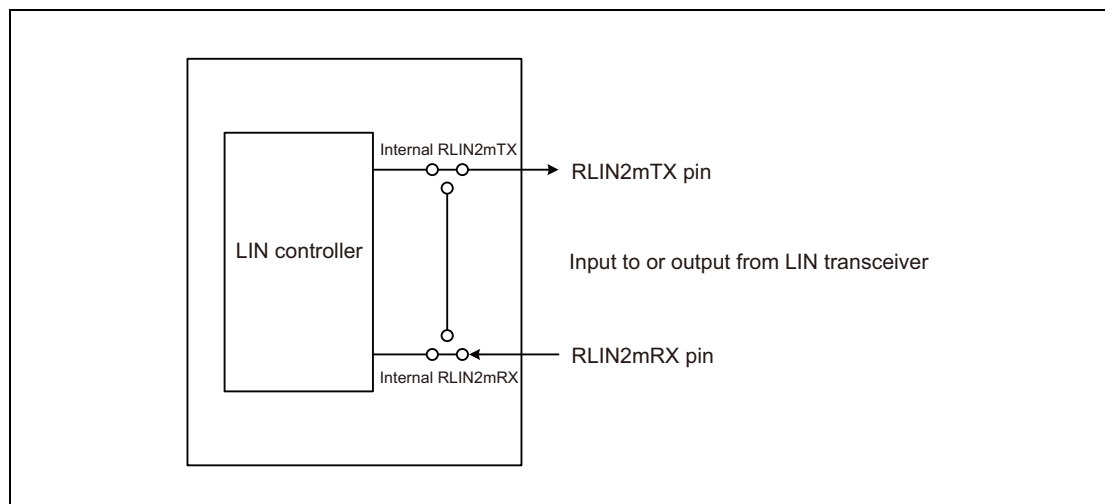 Internal RLIN2mTX
RLIN2mTX pin
LIN controller
Input to or output from LIN transceiver
RLIN2mRX pin
Internal RLIN2mRX